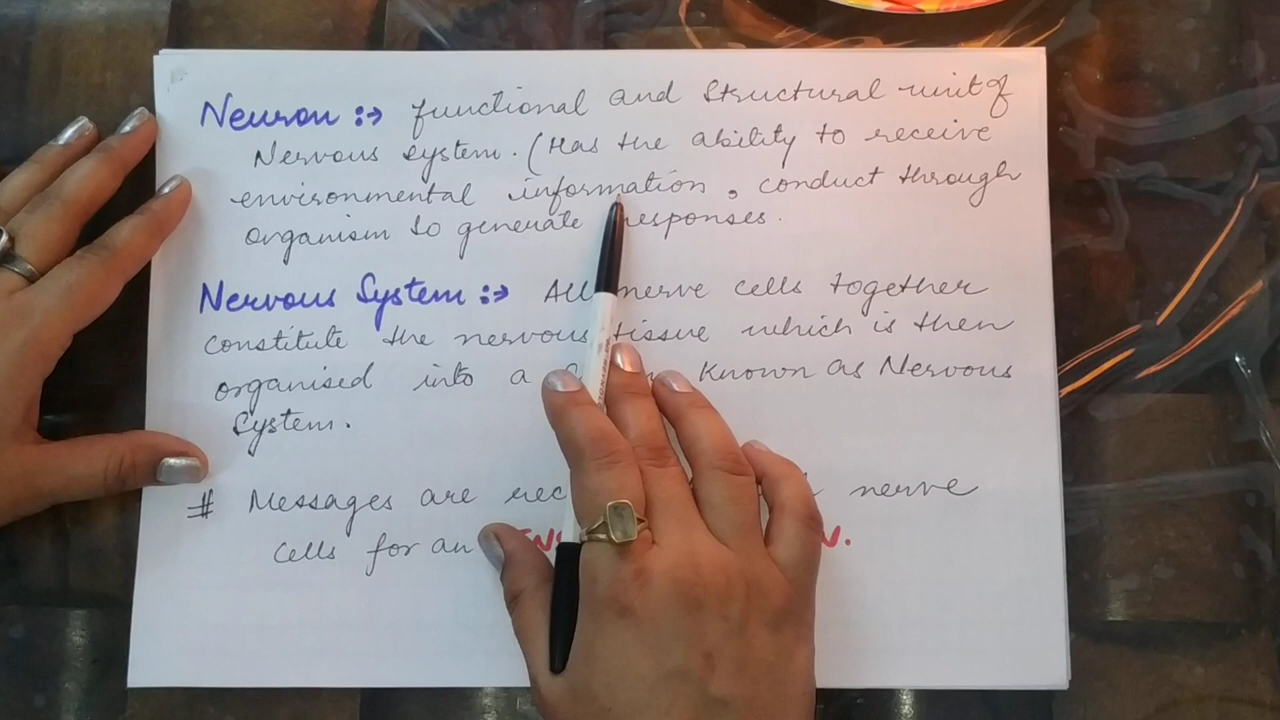 Neuron :→ functional and structural unit of
Nervous system. (Has the ability to receive
environmental information, conduct through
organism to generate responses.
Nervous System :→ All nerve cells together
constitute the nervous tissue which is then
organised into a known as Nervous
System.
# Messages are nerve
cells for an